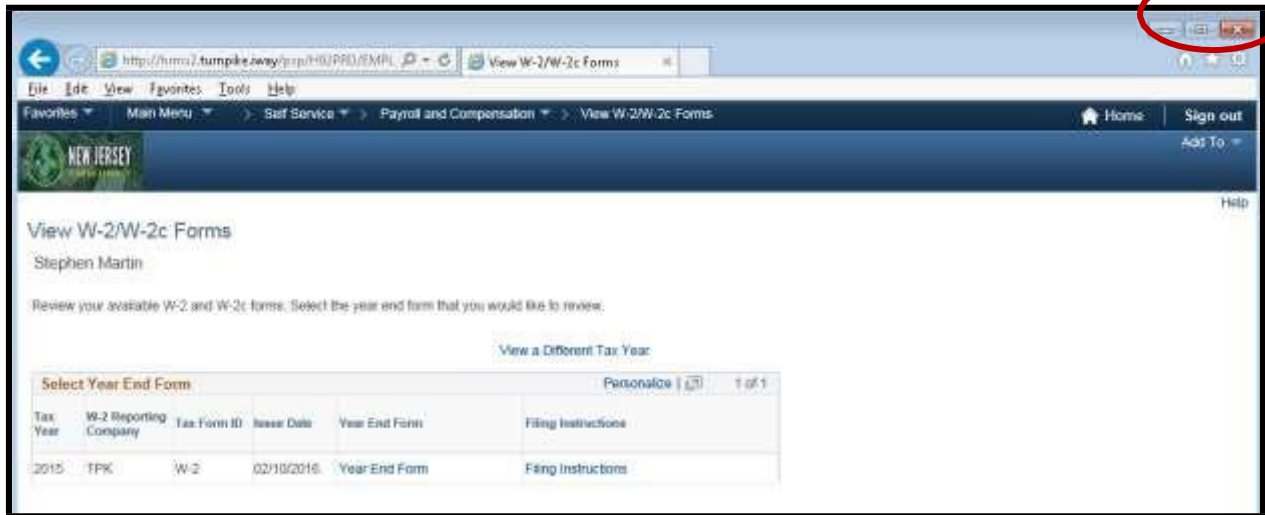 View W-2/W-2c Forms
File Edit View Favorites Tools Help
Favorites Main Menu > Self Service > Payroll and Compensation > View W-2/W-2c Forms Home Sign out
NEW JERSEY Add To
Help
View W-2/W-2c Forms
Stephen Martin
Review your available W-2 and W-2c forms. Select the year end form that you would like to review.
View a Different Tax Year
Select Year End Form Personalize | 1 of 1
Tax Year W-2 Reporting Company Tax Form ID Issue Date Year End Form Filing Instructions
2015 TPK W-2 02/10/2016 Year End Form Filing Instructions